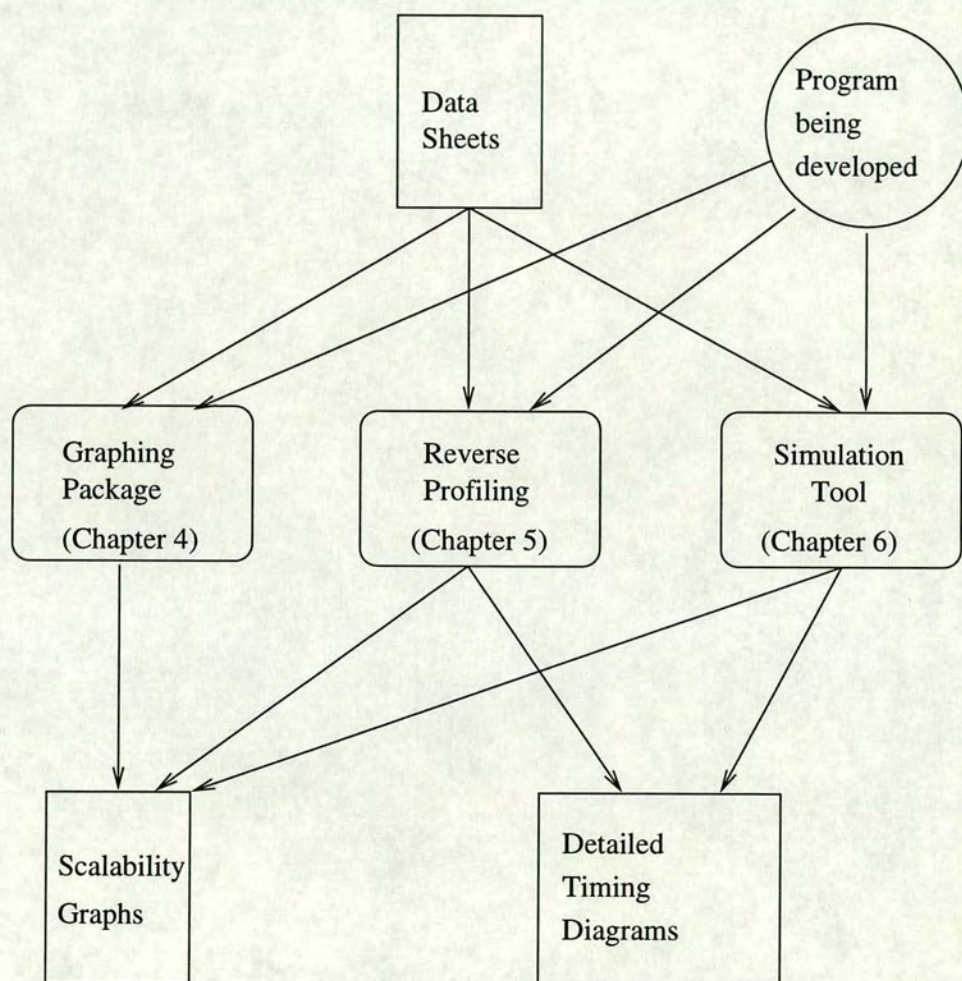 Data
Sheets
Program
being
developed
Graphing
Package
(Chapter 4)
Reverse
Profiling
(Chapter 5)
Simulation
Tool
(Chapter 6)
Scalability
Graphs
Detailed
Timing
Diagrams